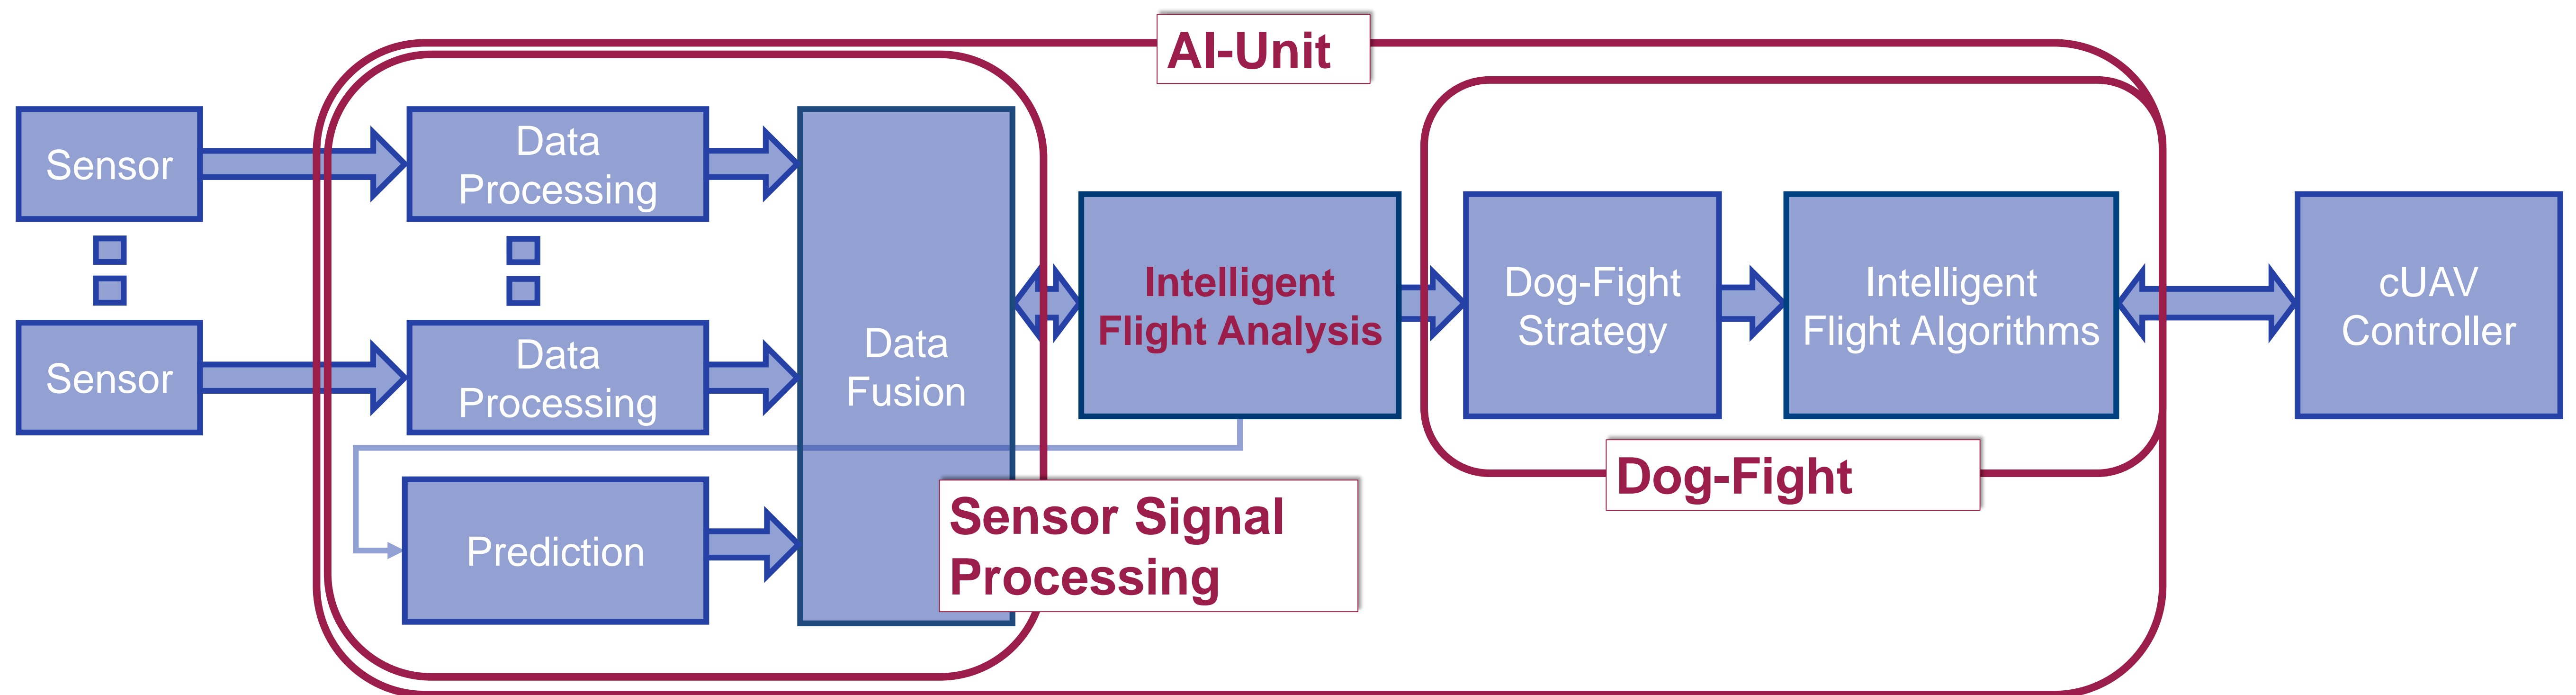 AI-Unit
Sensor
Data
Processing
Sensor
Data
Processing
Data
Fusion
Prediction
Sensor Signal
Processing
Intelligent
Flight Analysis
Dog-Fight
Strategy
Intelligent
Flight Algorithms
Dog-Fight
cUAV
Controller